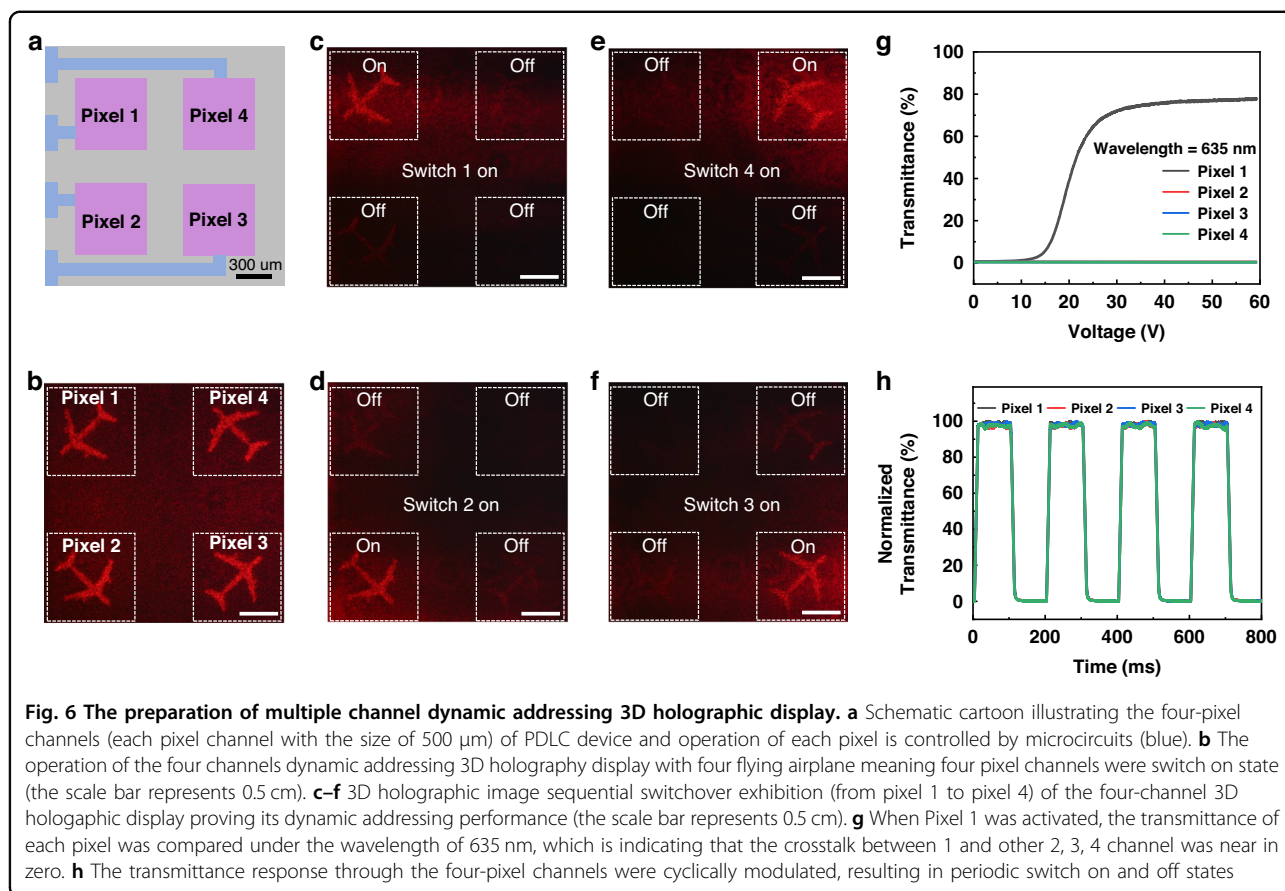 a
Pixel 1
Pixel 4
Pixel 2
Pixel 3
300 um
b
Pixel 1
Pixel 4
Pixel 2
Pixel 3
c
On
Off
Switch 1 on
Off
Off
d
Off
Off
Switch 2 on
On
Off
e
Off
On
Switch 4 on
Off
Off
f
Off
Off
Switch 3 on
Off
On
g
100
80
60
40
20
0
Transmittance (%)
Wavelength = 635 nm
Pixel 1
Pixel 2
Pixel 3
Pixel 4
0 10 20 30 40 50 60
Voltage (V)
h
Pixel 1 Pixel 2 Pixel 3 Pixel 4
100
80
60
40
20
0
Normalized
Transmittance (%)
0 200 400 600 800
Time (ms)
Fig. 6 The preparation of multiple channel dynamic addressing 3D holographic display. a Schematic cartoon illustrating the four-pixel
channels (each pixel channel with the size of 500 μm) of PDLC device and operation of each pixel is controlled by microcircuits (blue). b The
operation of the four channels dynamic addressing 3D holography display with four flying airplane meaning four pixel channels were switch on state
(the scale bar represents 0.5 cm). c–f 3D holographic image sequential switchover exhibition (from pixel 1 to pixel 4) of the four-channel 3D
hologaphic display proving its dynamic addressing performance (the scale bar represents 0.5 cm). g When Pixel 1 was activated, the transmittance of
each pixel was compared under the wavelength of 635 nm, which is indicating that the crosstalk between 1 and other 2, 3, 4 channel was near in
zero. h The transmittance response through the four-pixel channels were cyclically modulated, resulting in periodic switch on and off states